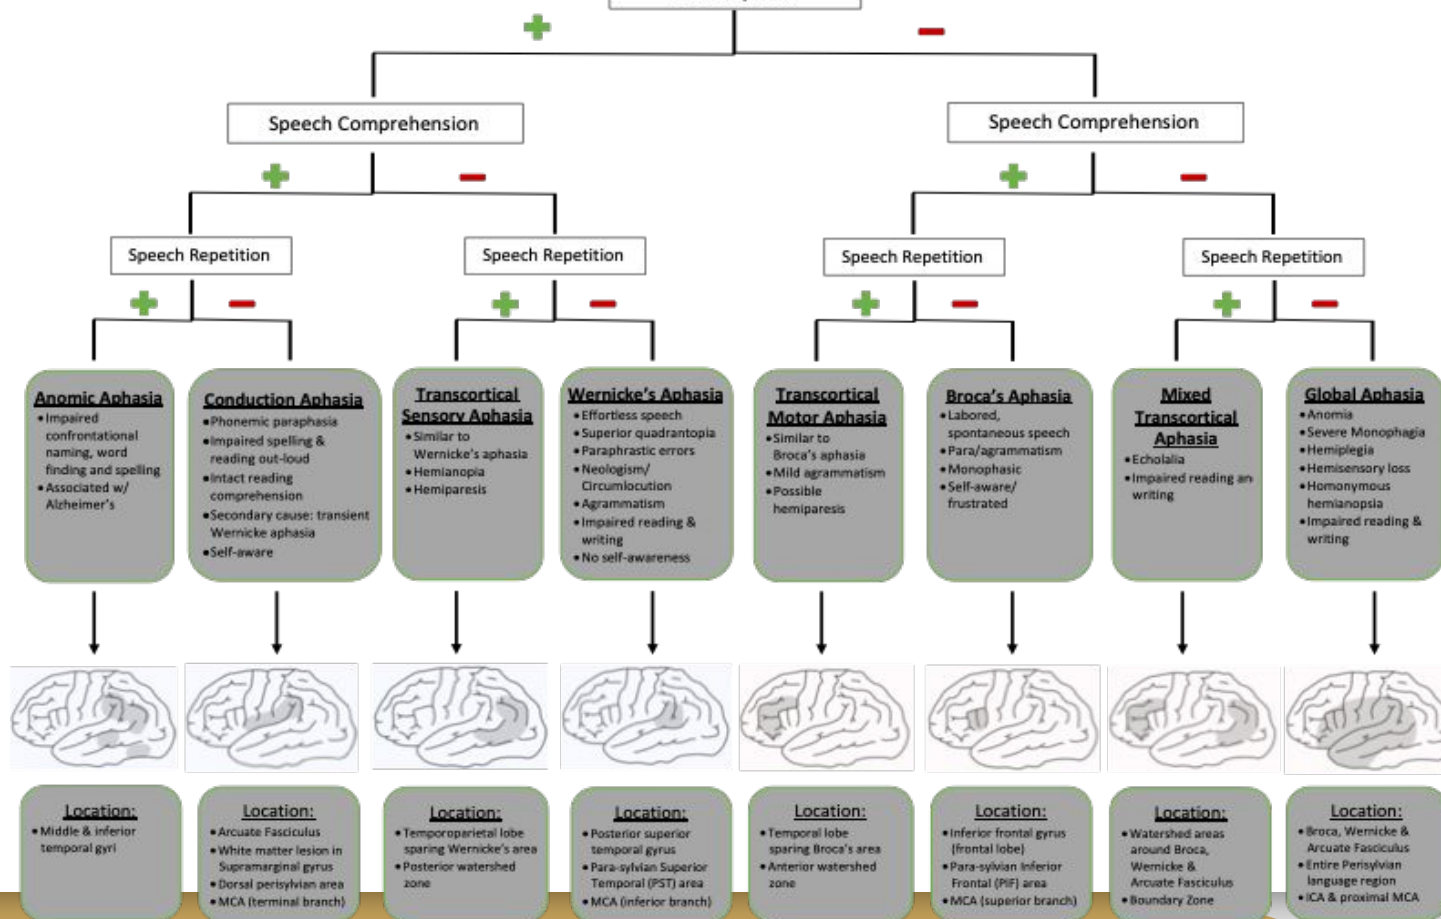 Speech Comprehension
Speech Comprehension
Speech Repetition
Speech Repetition
Speech Repetition
Speech Repetition
Anomic Aphasia
• Impaired
confrontational
naming, word
finding and spelling
• Associated w/
Alzheimer's
Conduction Aphasia
• Phonemic paraphasia
• Impaired spelling &
reading out-loud
• Intact reading
comprehension
• Secondary cause: transient
Wernicke aphasia
• Self-aware
Transcortical
Sensory Aphasia
• Similar to
Wernicke's aphasia
• Hemianopia
• Hemiparesis
Wernicke's Aphasia
• Effortless speech
• Superior quadrantopia
• Paraphrastic errors
• Neologism/
Circumlocution
• Agrammatism
• Impaired reading &
writing
• No self-awareness
Transcortical
Motor Aphasia
• Similar to
Broca's aphasia
• Mild agrammatism
• Possible
hemiparesis
Broca's Aphasia
• Labored,
spontaneous speech
• Para/agrammatism
• Monophasic
• Self-aware/
frustrated
Mixed
Transcortical
Aphasia
• Echolalia
• Impaired reading an
writing
Global Aphasia
• Anomia
• Severe Monophagia
• Hemiplegia
• Hemisensory loss
• Homonymous
hemianopsia
• Impaired reading &
writing
Location:
• Middle & inferior
temporal gyri
Location:
• Arcuate Fasciculus
• White matter lesion in
Supramarginal gyrus
• Dorsal perisylvian area
• MCA (terminal branch)
Location:
• Temporoparietal lobe
sparing Wernicke's area
• Posterior watershed
zone
Location:
• Posterior superior
temporal gyrus
• Para-sylvian Superior
Temporal (PST) area
• MCA (inferior branch)
Location:
• Temporal lobe
sparing Broca's area
• Anterior watershed
zone
Location:
• Inferior frontal gyrus
(frontal lobe)
• Para-sylvian Inferior
Frontal (PIF) area
• MCA (superior branch)
Location:
• Watershed areas
around Broca,
Wernicke &
Arcuate Fasciculus
• Boundary Zone
Location:
• Broca, Wernicke &
Arcuate Fasciculus
• Entire Perisylvian
language region
• ICA & proximal MCA